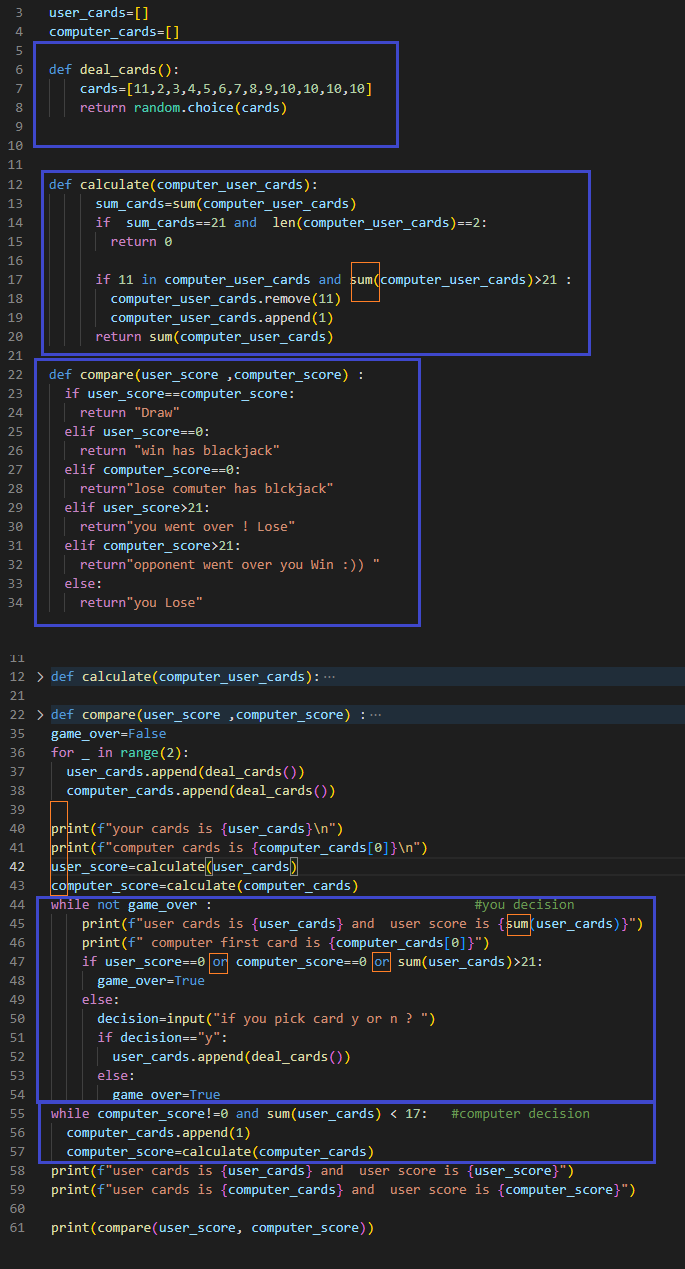 3 user_cards=[]
4 computer_cards=[]
5
6 def deal_cards():
7 cards=[11,2,3,4,5,6,7,8,9,10,10,10,10]
8 return random.choice(cards)
9
10
11
12 def calculate(computer_user_cards):
13 sum_cards=sum(computer_user_cards)
14 if  sum_cards==21 and  len(computer_user_cards)==2:
15 return 0
16
17 if 11 in computer_user_cards and sum(computer_user_cards)>21 :
18 computer_user_cards.remove(11)
19 computer_user_cards.append(1)
20 return sum(computer_user_cards)
21
22 def compare(user_score ,computer_score) :
23 if user_score==computer_score:
24 return "Draw"
25 elif user_score==0:
26 return "win has blackjack"
27 elif computer_score==0:
28 return"lose comuter has blckjack"
29 elif user_score>21:
30 return"you went over ! Lose"
31 elif computer_score>21:
32 return"opponent went over you Win :)) "
33 else:
34 return"you Lose"
11
12 > def calculate(computer_user_cards):···
21
22 > def compare(user_score ,computer_score) :···
35 game_over=False
36 for _ in range(2):
37 user_cards.append(deal_cards())
38 computer_cards.append(deal_cards())
39
40 print(f"your cards is {user_cards}\n")
41 print(f"computer cards is {computer_cards[0]}\n")
42 user_score=calculate(user_cards)
43 computer_score=calculate(computer_cards)
44 while not game_over : #you decision
45 print(f"user cards is {user_cards} and  user score is {sum(user_cards)}")
46 print(f" computer first card is {computer_cards[0]}")
47 if user_score==0 or computer_score==0 or sum(user_cards)>21:
48 game_over=True
49 else:
50 decision=input("if you pick card y or n ? ")
51 if decision=="y":
52 user_cards.append(deal_cards())
53 else:
54 game_over=True
55 while computer_score!=0 and sum(user_cards) < 17: #computer decision
56 computer_cards.append(1)
57 computer_score=calculate(computer_cards)
58 print(f"user cards is {user_cards} and  user score is {user_score}")
59 print(f"user cards is {computer_cards} and  user score is {computer_score}")
60
61 print(compare(user_score, computer_score))